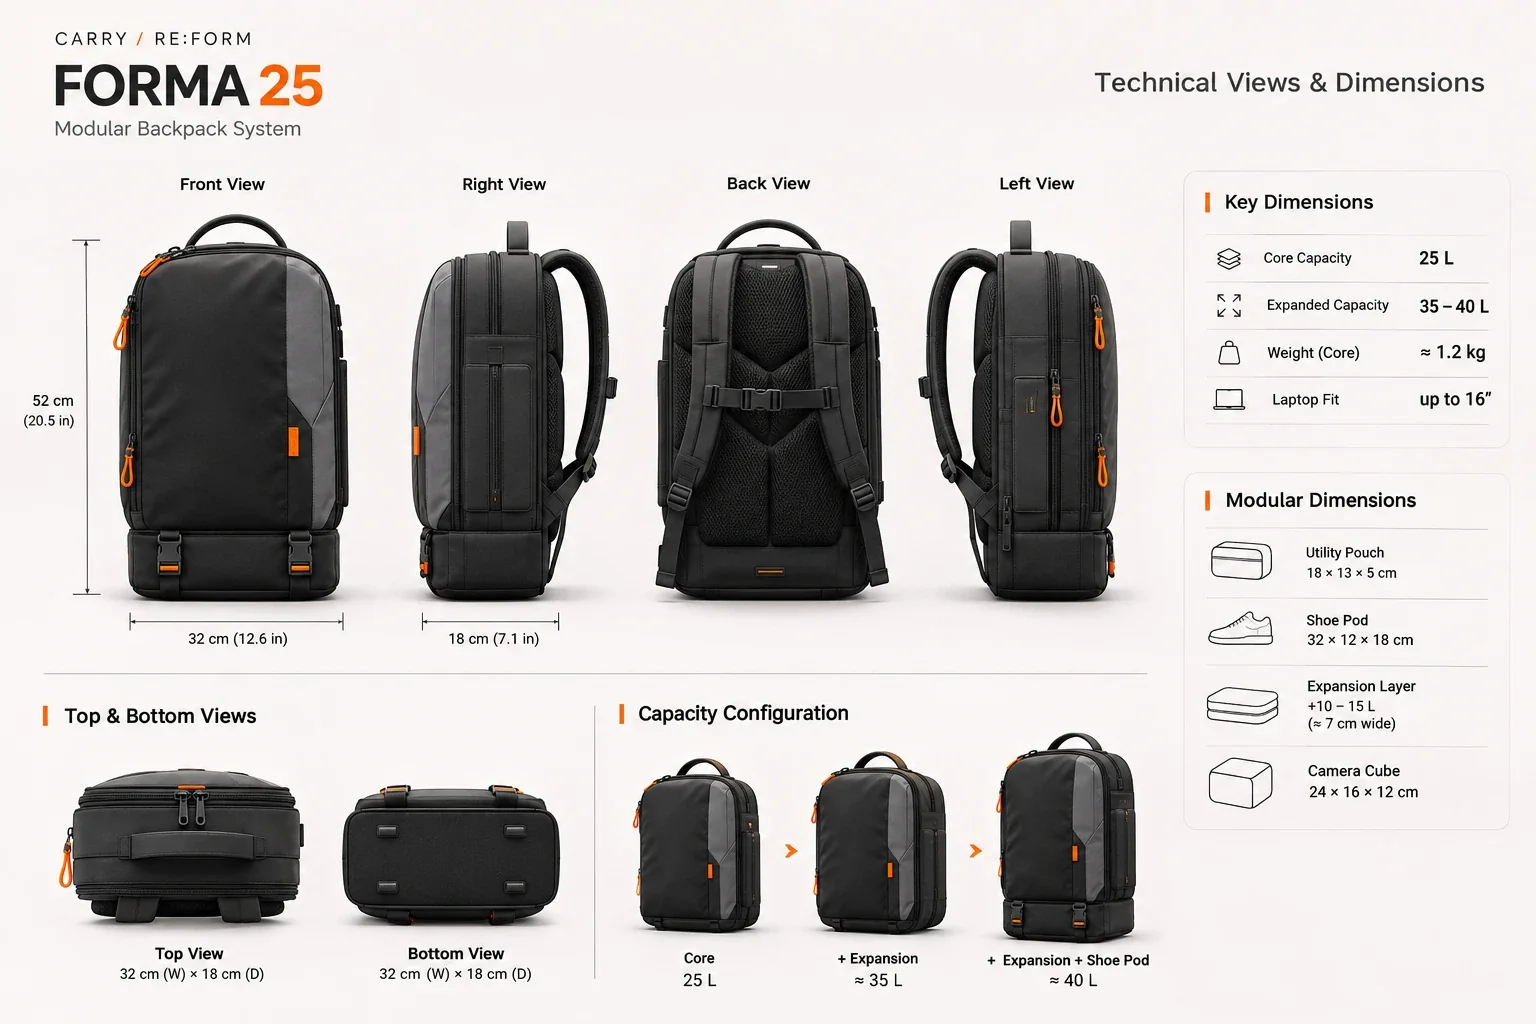 CARRY / RE:FORM
FORMA 25
Modular Backpack System
Technical Views & Dimensions
Front View
Right View
Back View
Left View
52 cm
(20.5 in)
32 cm (12.6 in)
18 cm (7.1 in)
Key Dimensions
Core Capacity 25 L
Expanded Capacity 35 – 40 L
Weight (Core) ≈ 1.2 kg
Laptop Fit up to 16”
Modular Dimensions
Utility Pouch
18 × 13 × 5 cm
Shoe Pod
32 × 12 × 18 cm
Expansion Layer
+10 – 15 L
(≈ 7 cm wide)
Camera Cube
24 × 16 × 12 cm
Top & Bottom Views
Top View
32 cm (W) × 18 cm (D)
Bottom View
32 cm (W) × 18 cm (D)
Capacity Configuration
Core
25 L
+ Expansion
≈ 35 L
+ Expansion + Shoe Pod
≈ 40 L